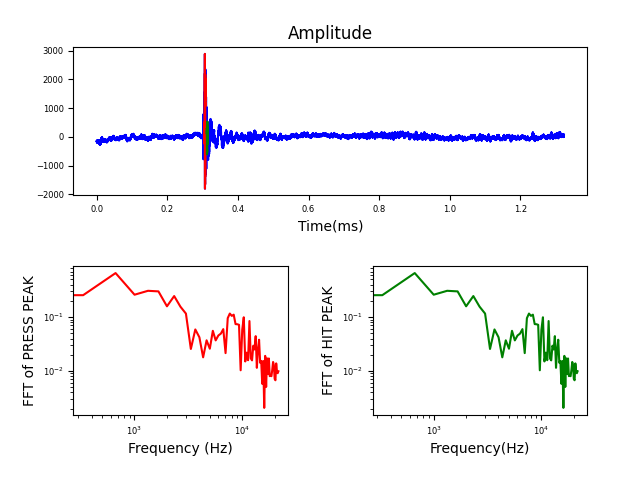 Amplitude
3000
2000
1000
0
−1000
−2000
0.0 0.2 0.4 0.6 0.8 1.0 1.2
Time(ms)
FFT of PRESS PEAK
10⁻¹
10⁻²
10³ 10⁴
Frequency (Hz)
FFT of HIT PEAK
10⁻¹
10⁻²
10³ 10⁴
Frequency(Hz)